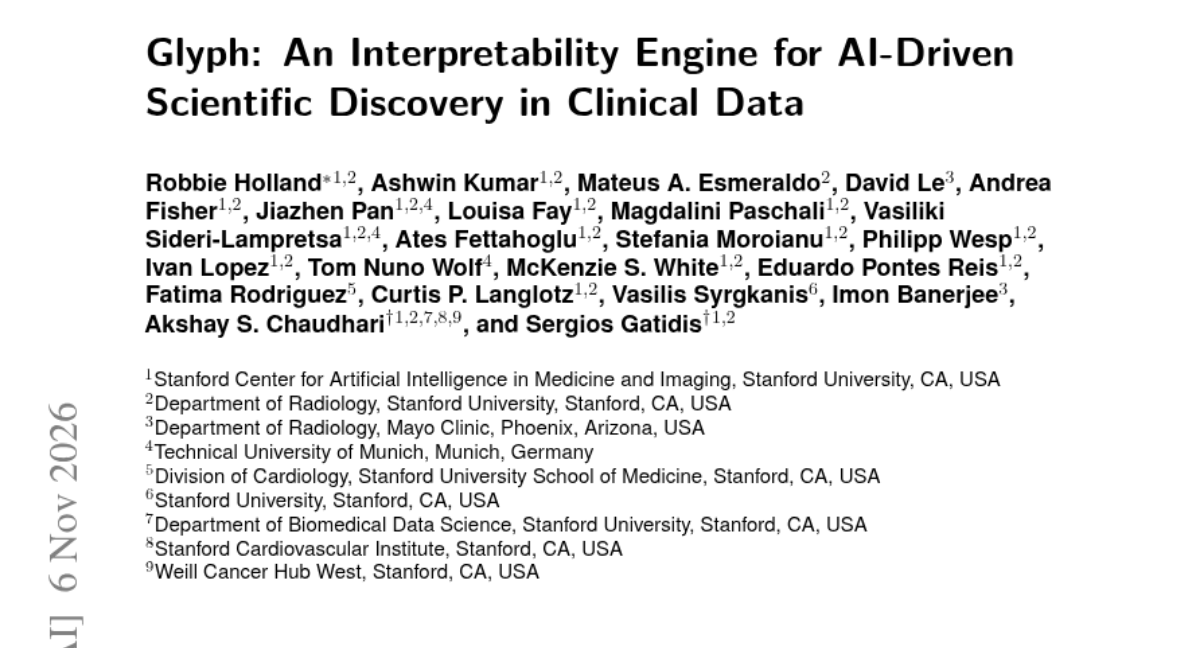 Glyph: An Interpretability Engine for AI-Driven
Scientific Discovery in Clinical Data
Robbie Holland*1,2, Ashwin Kumar1,2, Mateus A. Esmeraldo2, David Le3, Andrea
Fisher1,2, Jiazhen Pan1,2,4, Louisa Fay1,2, Magdalini Paschali1,2, Vasiliki
Sideri-Lampretsa1,2,4, Ates Fettahoglu1,2, Stefania Moroianu1,2, Philipp Wesp1,2,
Ivan Lopez1,2, Tom Nuno Wolf4, McKenzie S. White1,2, Eduardo Pontes Reis1,2,
Fatima Rodriguez5, Curtis P. Langlotz1,2, Vasilis Syrgkanis6, Imon Banerjee3,
Akshay S. Chaudhari†1,2,7,8,9, and Sergios Gatidis†1,2
1Stanford Center for Artificial Intelligence in Medicine and Imaging, Stanford University, CA, USA
2Department of Radiology, Stanford University, Stanford, CA, USA
3Department of Radiology, Mayo Clinic, Phoenix, Arizona, USA
4Technical University of Munich, Munich, Germany
5Division of Cardiology, Stanford University School of Medicine, Stanford, CA, USA
6Stanford University, Stanford, CA, USA
7Department of Biomedical Data Science, Stanford University, Stanford, CA, USA
8Stanford Cardiovascular Institute, Stanford, CA, USA
9Weill Cancer Hub West, Stanford, CA, USA
AI] 6 Nov 2026